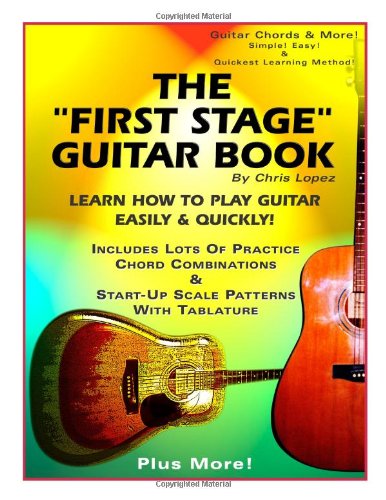 Copyrighted Material
Guitar Chords & More!
Simple! Easy!
&
Quickest Learning Method!
THE
"FIRST STAGE"
GUITAR BOOK
By Chris Lopez
LEARN HOW TO PLAY GUITAR
EASILY & QUICKLY!
INCLUDES LOTS OF PRACTICE
CHORD COMBINATIONS
&
START-UP SCALE PATTERNS
WITH TABLATURE
Plus More!
Copyrighted Material